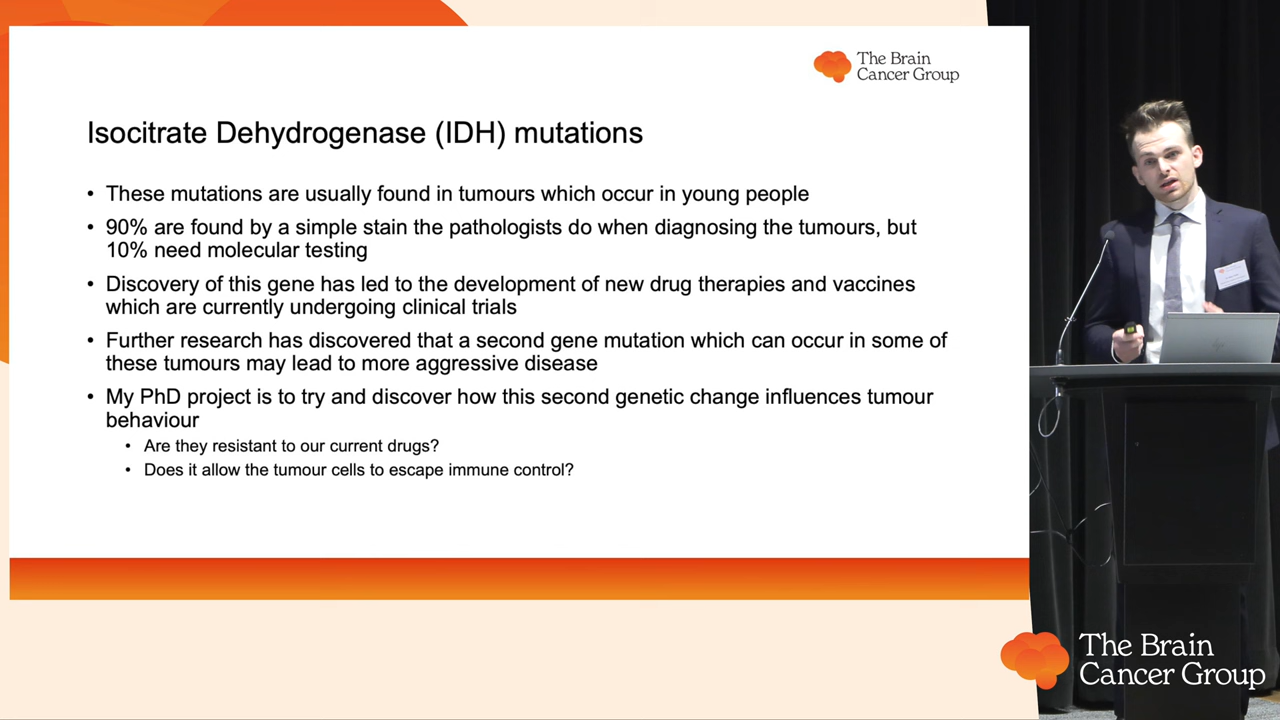 The Brain
Cancer Group
Isocitrate Dehydrogenase (IDH) mutations
• These mutations are usually found in tumours which occur in young people
• 90% are found by a simple stain the pathologists do when diagnosing the tumours, but
10% need molecular testing
• Discovery of this gene has led to the development of new drug therapies and vaccines
which are currently undergoing clinical trials
• Further research has discovered that a second gene mutation which can occur in some of
these tumours may lead to more aggressive disease
• My PhD project is to try and discover how this second genetic change influences tumour
behaviour
• Are they resistant to our current drugs?
• Does it allow the tumour cells to escape immune control?
The Brain
Cancer Group